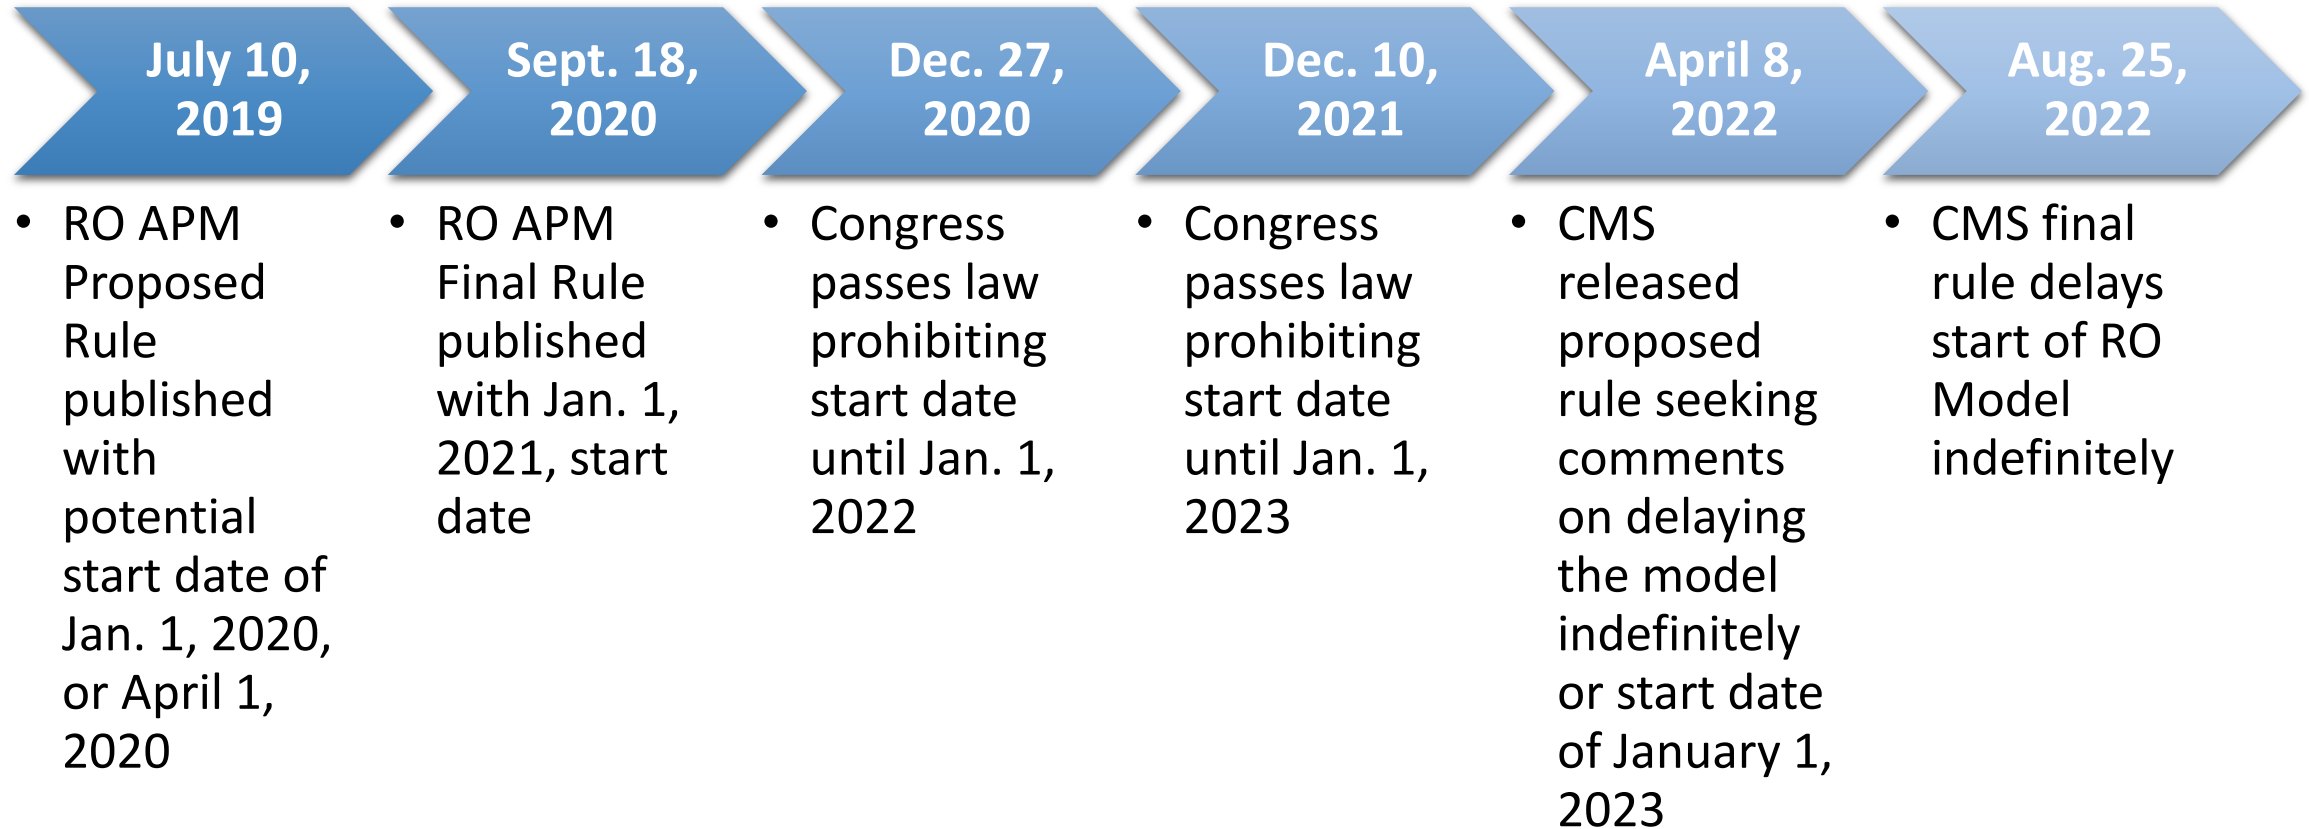 July 10,
2019
• RO APM
Proposed
Rule
published
with
potential
start date of
Jan. 1, 2020,
or April 1,
2020
Sept. 18,
2020
• RO APM
Final Rule
published
with Jan. 1,
2021, start
date
Dec. 27,
2020
• Congress
passes law
prohibiting
start date
until Jan. 1,
2022
Dec. 10,
2021
• Congress
passes law
prohibiting
start date
until Jan. 1,
2023
April 8,
2022
• CMS
released
proposed
rule seeking
comments
on delaying
the model
indefinitely
or start date
of January 1,
2023
Aug. 25,
2022
• CMS final
rule delays
start of RO
Model
indefinitely